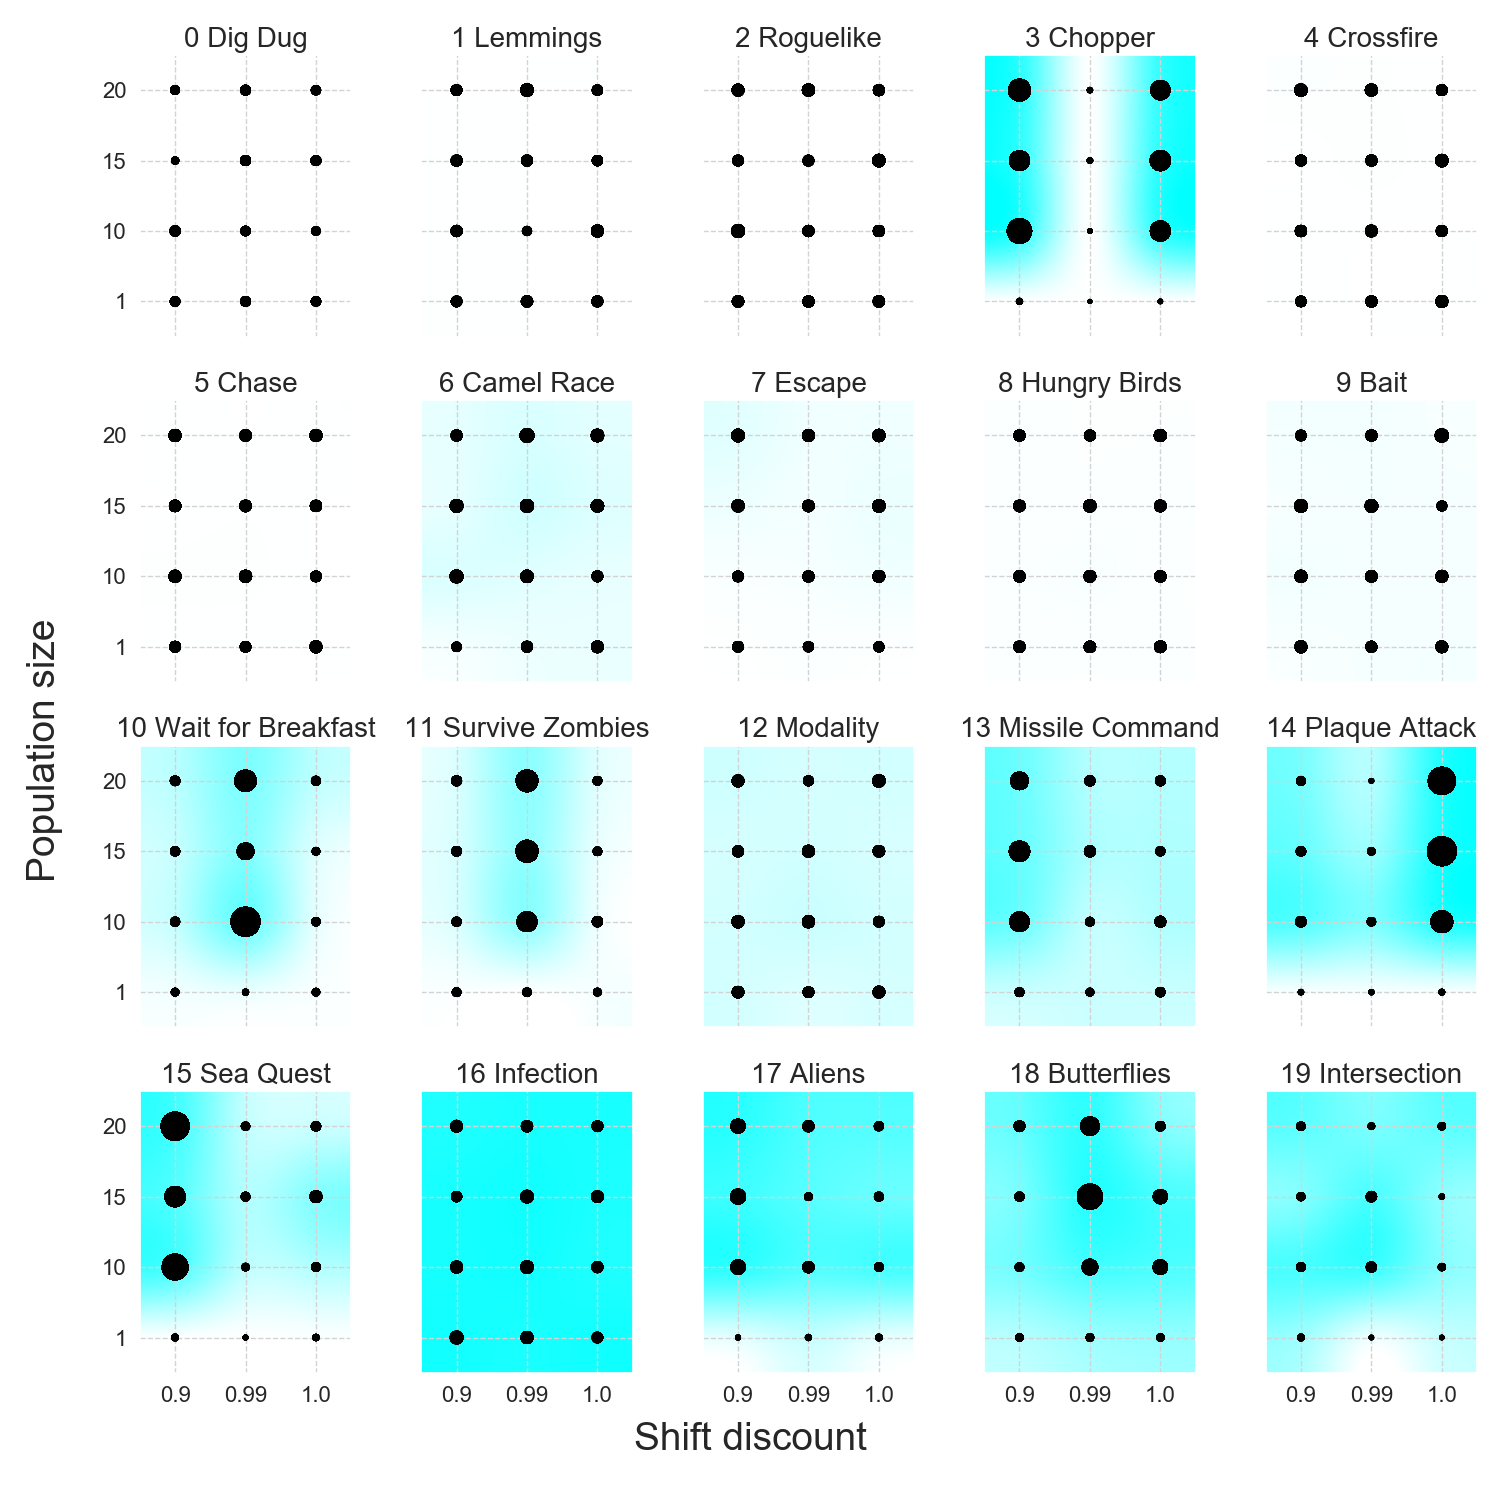 0 Dig Dug
1 Lemmings
2 Roguelike
3 Chopper
4 Crossfire
20
15
10
1
5 Chase
6 Camel Race
7 Escape
8 Hungry Birds
9 Bait
20
15
10
1
Population size
10 Wait for Breakfast
11 Survive Zombies
12 Modality
13 Missile Command
14 Plaque Attack
20
15
10
1
15 Sea Quest
16 Infection
17 Aliens
18 Butterflies
19 Intersection
20
15
10
1
0.9 0.99 1.0
0.9 0.99 1.0
0.9 0.99 1.0
0.9 0.99 1.0
0.9 0.99 1.0
Shift discount